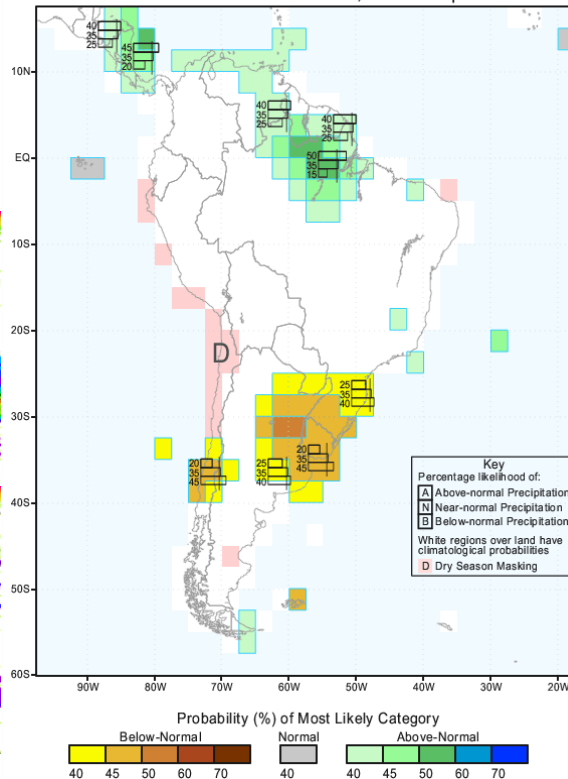 40
35
25
45
35
20
10N
40
35
25
40
35
25
EQ
50
35
15
10S
D
20S
25
35
40
30S
20
35
45
20
35
45
25
35
40
Key
Percentage likelihood of:
A Above-normal Precipitation
N Near-normal Precipitation
B Below-normal Precipitation
White regions over land have
climatological probabilities
D Dry Season Masking
40S
50S
60S
90W 80W 70W 60W 50W 40W 30W 20W
Probability (%) of Most Likely Category
Below-Normal Normal Above-Normal
40 45 50 60 70 40 40 45 50 60 70